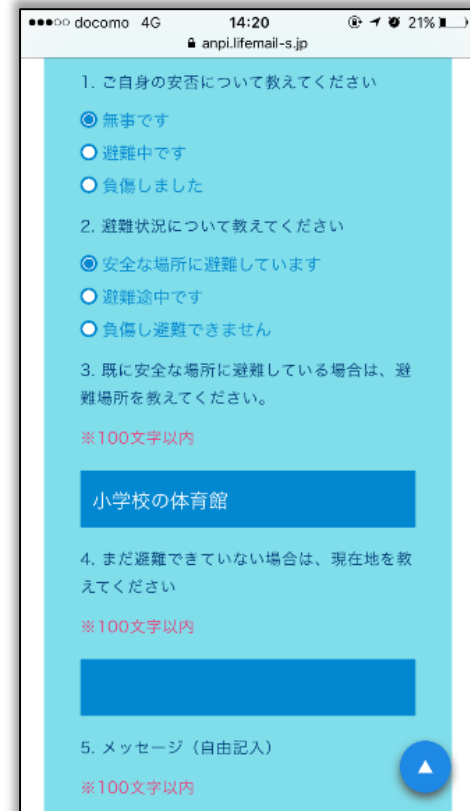 docomo 4G 14:20 21%
anpi.lifemail-s.jp
1. ご自身の安否について教えてください
無事です
避難中です
負傷しました
2. 避難状況について教えてください
安全な場所に避難しています
避難途中です
負傷し避難できません
3. 既に安全な場所に避難している場合は、避
難場所を教えてください。
※100文字以内
小学校の体育館
4. まだ避難できていない場合は、現在地を教
えてください
※100文字以内
5. メッセージ（自由記入）
※100文字以内